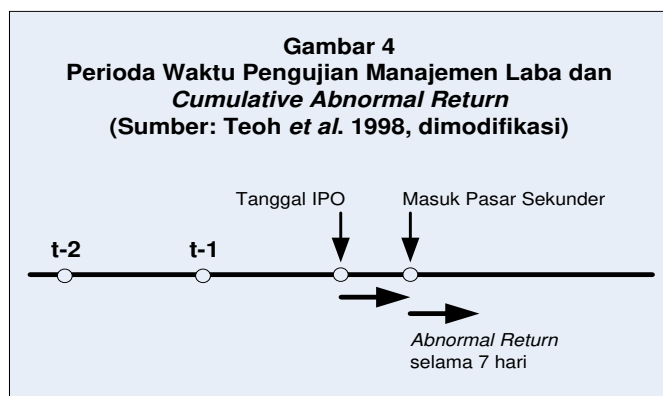 Gambar 4
Perioda Waktu Pengujian Manajemen Laba dan
Cumulative Abnormal Return
(Sumber: Teoh et al. 1998, dimodifikasi)
Tanggal IPO
Masuk Pasar Sekunder
t-2
t-1
Abnormal Return
selama 7 hari